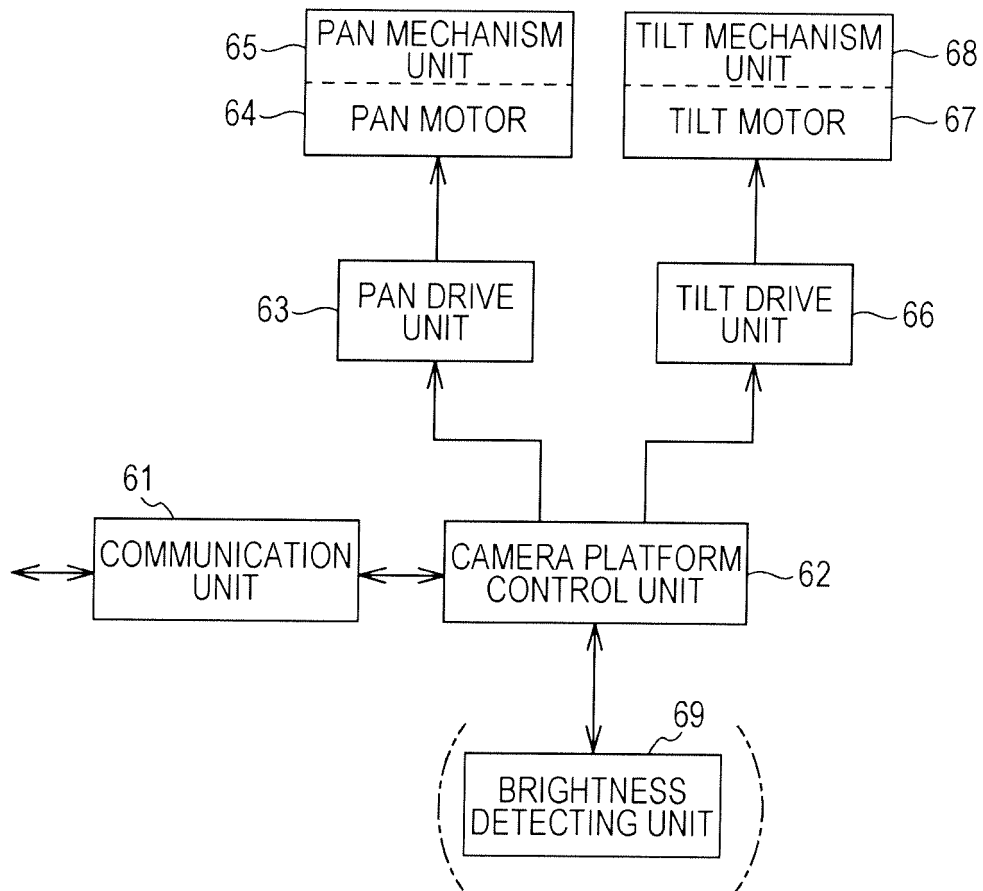 65
PAN MECHANISM
UNIT
64
PAN MOTOR
TILT MECHANISM
UNIT
68
TILT MOTOR
67
63
PAN DRIVE
UNIT
TILT DRIVE
UNIT
66
61
COMMUNICATION
UNIT
CAMERA PLATFORM
CONTROL UNIT
62
69
BRIGHTNESS
DETECTING UNIT